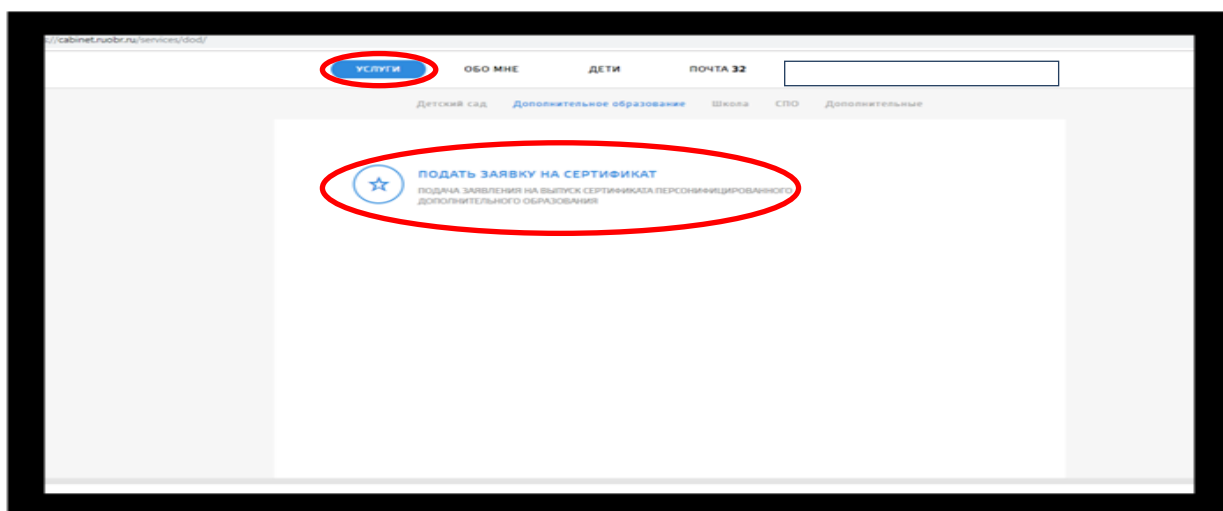 ://cabinet.ruobr.ru/services/dod/
УСЛУГИ ОБО МНЕ ДЕТИ ПОЧТА 32
Детский сад Дополнительное образование Школа СПО Дополнительные
ПОДАТЬ ЗАЯВКУ НА СЕРТИФИКАТ
ПОДАЧА ЗАЯВЛЕНИЯ НА ВЫПУСК СЕРТИФИКАТА ПЕРСОНИФИЦИРОВАННОГО
ДОПОЛНИТЕЛЬНОГО ОБРАЗОВАНИЯ